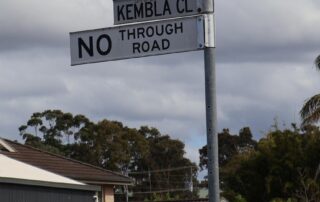 KEMBLA CL.
NO THROUGH
ROAD